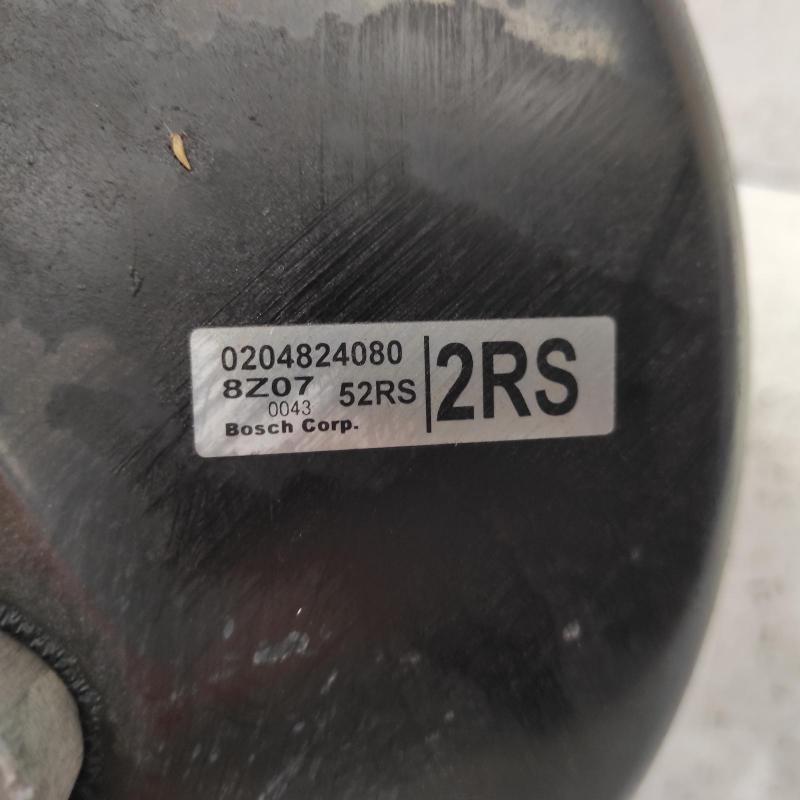 0204824080
8Z07 52RS
0043
Bosch Corp.
2RS